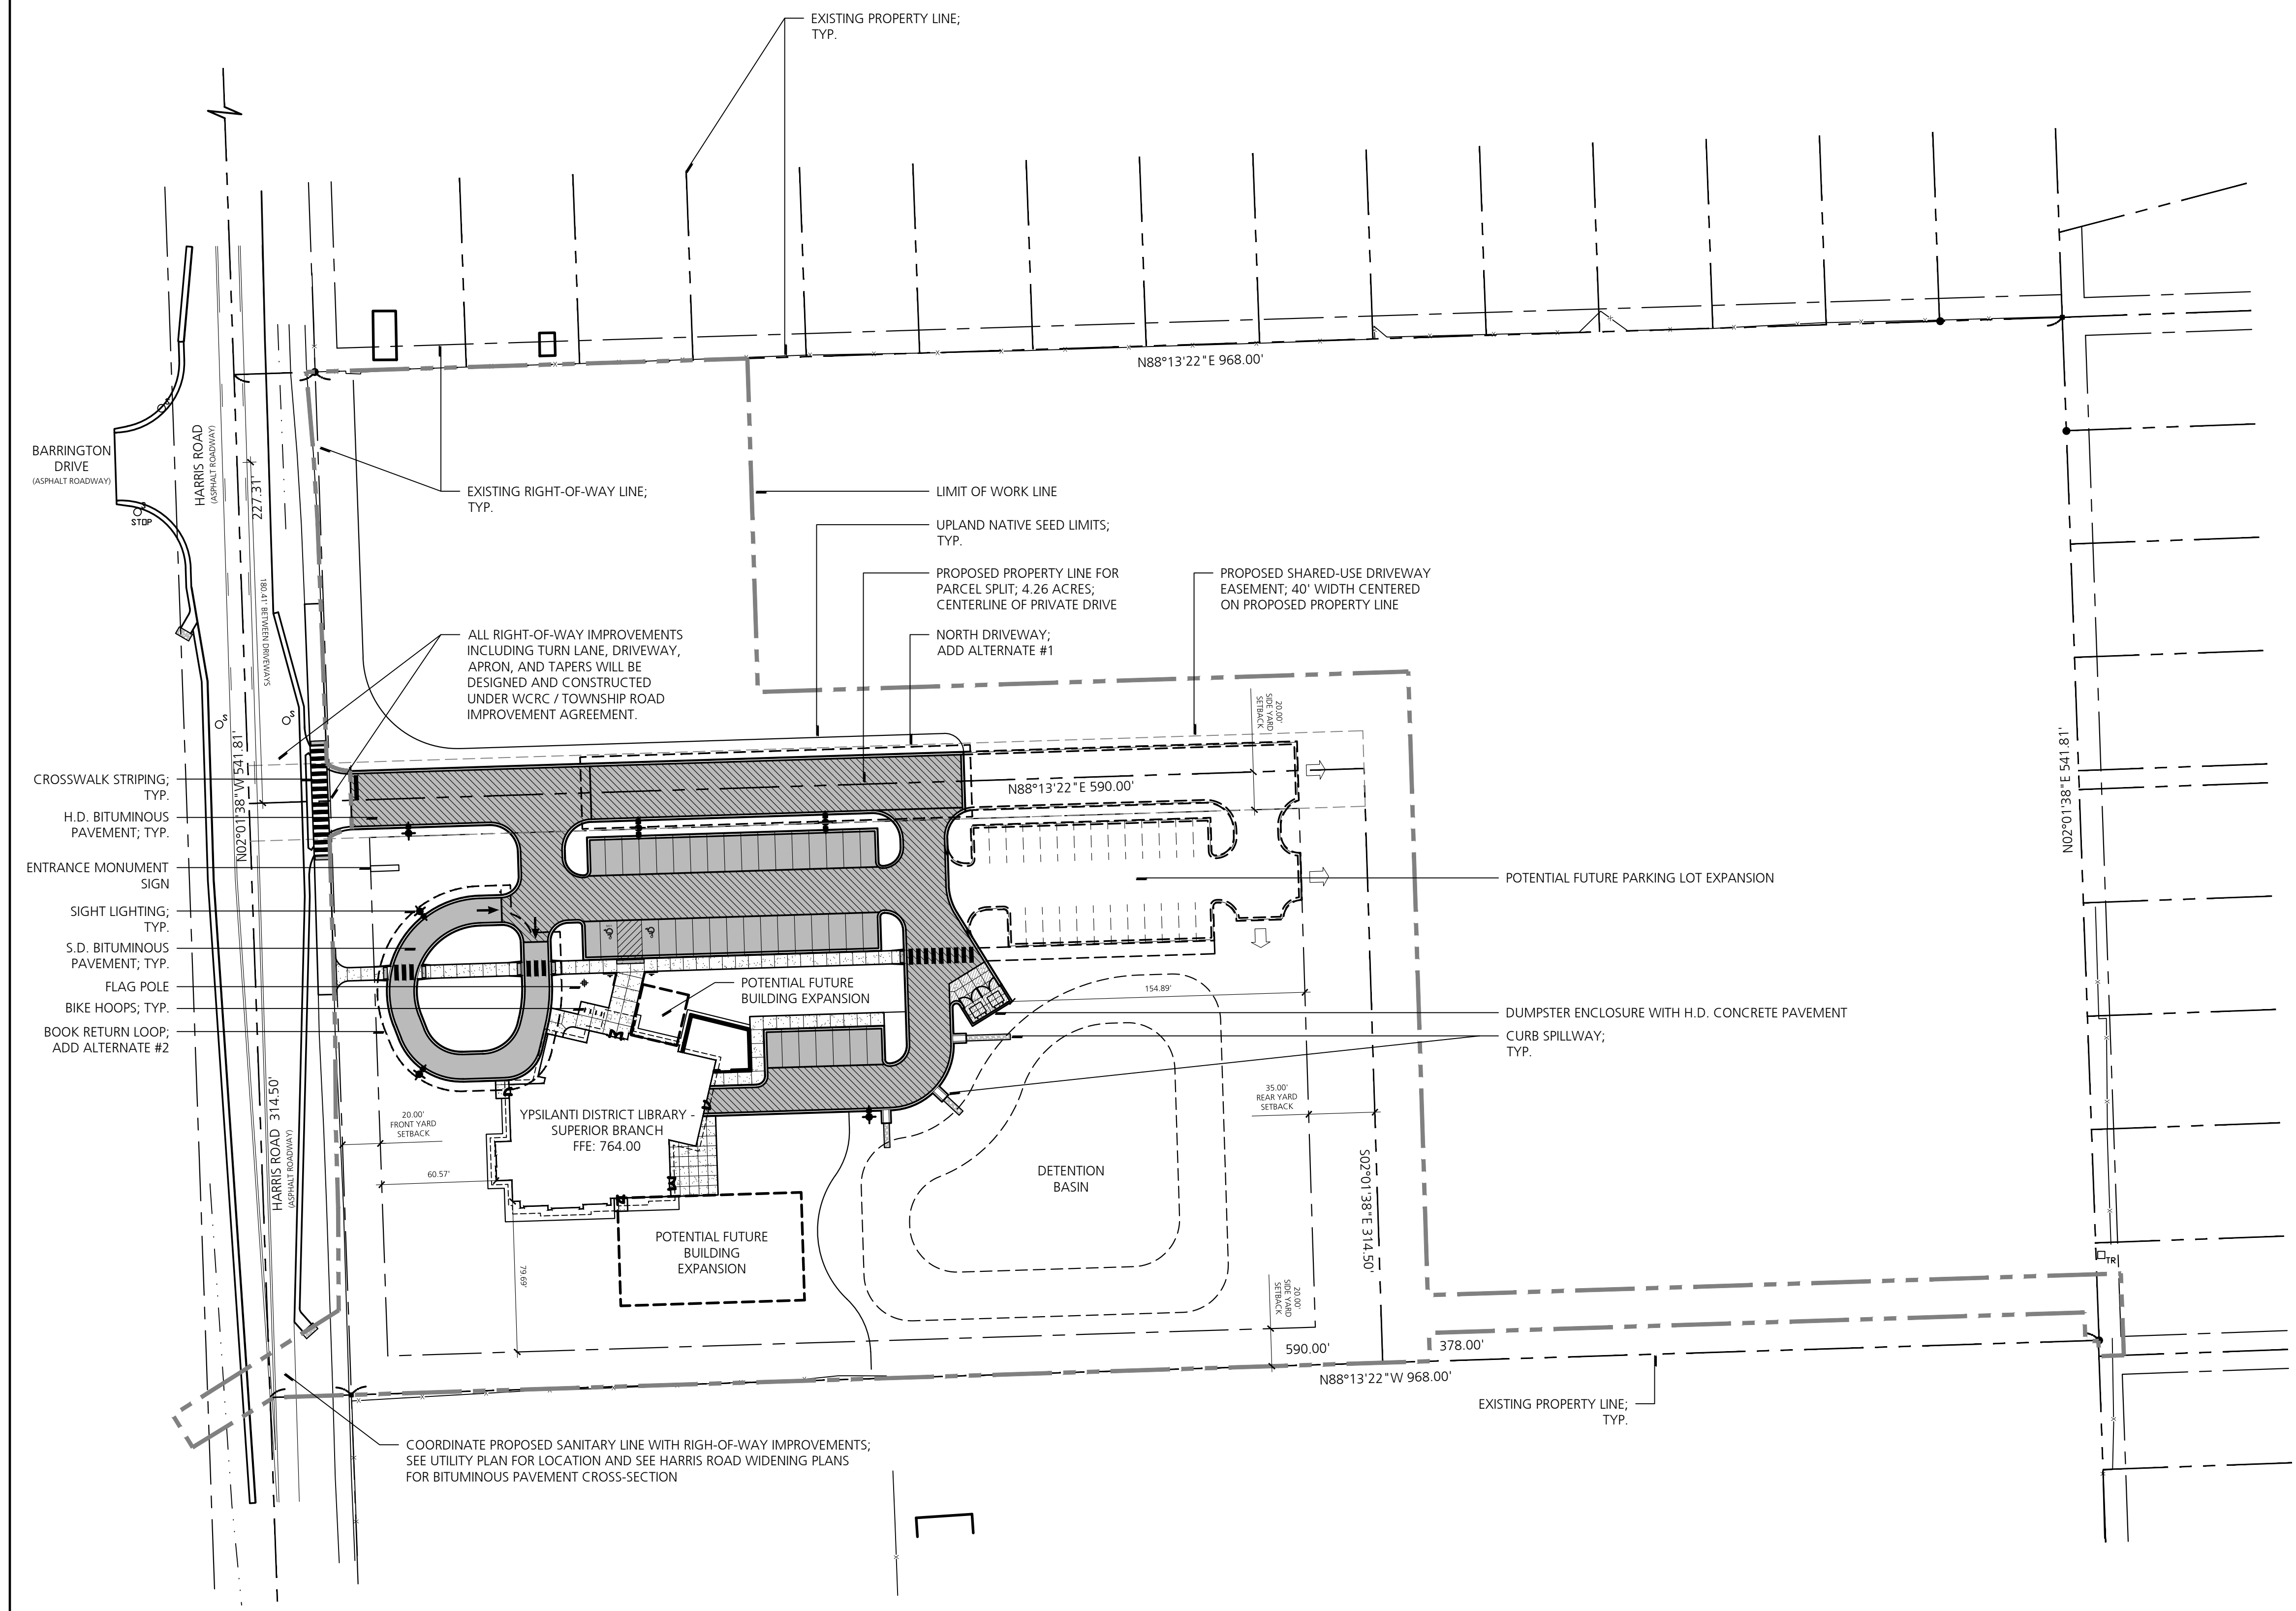 EXISTING PROPERTY LINE;
TYP.
N88°13'22"E 968.00'
BARRINGTON
DRIVE
(ASPHALT ROADWAY)
HARRIS ROAD
(ASPHALT ROADWAY)
227.31'
STOP
EXISTING RIGHT-OF-WAY LINE;
TYP.
LIMIT OF WORK LINE
UPLAND NATIVE SEED LIMITS;
TYP.
PROPOSED PROPERTY LINE FOR
PARCEL SPLIT; 4.26 ACRES;
CENTERLINE OF PRIVATE DRIVE
PROPOSED SHARED-USE DRIVEWAY
EASEMENT; 40' WIDTH CENTERED
ON PROPOSED PROPERTY LINE
180.41' BETWEEN DRIVEWAYS
ALL RIGHT-OF-WAY IMPROVEMENTS
INCLUDING TURN LANE, DRIVEWAY,
APRON, AND TAPERS WILL BE
DESIGNED AND CONSTRUCTED
UNDER WCRC / TOWNSHIP ROAD
IMPROVEMENT AGREEMENT.
NORTH DRIVEWAY;
ADD ALTERNATE #1
20.00'
SIDE YARD
SETBACK
S
S
N02°01'38"W 541.81'
N02°01'38"E 541.81'
CROSSWALK STRIPING;
TYP.
N88°13'22"E 590.00'
H.D. BITUMINOUS
PAVEMENT; TYP.
ENTRANCE MONUMENT
SIGN
POTENTIAL FUTURE PARKING LOT EXPANSION
SIGHT LIGHTING;
TYP.
S.D. BITUMINOUS
PAVEMENT; TYP.
FLAG POLE
BIKE HOOPS; TYP.
BOOK RETURN LOOP;
ADD ALTERNATE #2
POTENTIAL FUTURE
BUILDING EXPANSION
154.89'
DUMPSTER ENCLOSURE WITH H.D. CONCRETE PAVEMENT
CURB SPILLWAY;
TYP.
35.00'
REAR YARD
SETBACK
HARRIS ROAD 314.50'
(ASPHALT ROADWAY)
20.00'
FRONT YARD
SETBACK
YPSILANTI DISTRICT LIBRARY -
SUPERIOR BRANCH
FFE: 764.00
60.57'
DETENTION
BASIN
S02°01'38"E 314.50'
POTENTIAL FUTURE
BUILDING
EXPANSION
79.69'
20.00'
SIDE YARD
SETBACK
TR
590.00'
378.00'
N88°13'22"W 968.00'
EXISTING PROPERTY LINE;
TYP.
COORDINATE PROPOSED SANITARY LINE WITH RIGH-OF-WAY IMPROVEMENTS;
SEE UTILITY PLAN FOR LOCATION AND SEE HARRIS ROAD WIDENING PLANS
FOR BITUMINOUS PAVEMENT CROSS-SECTION